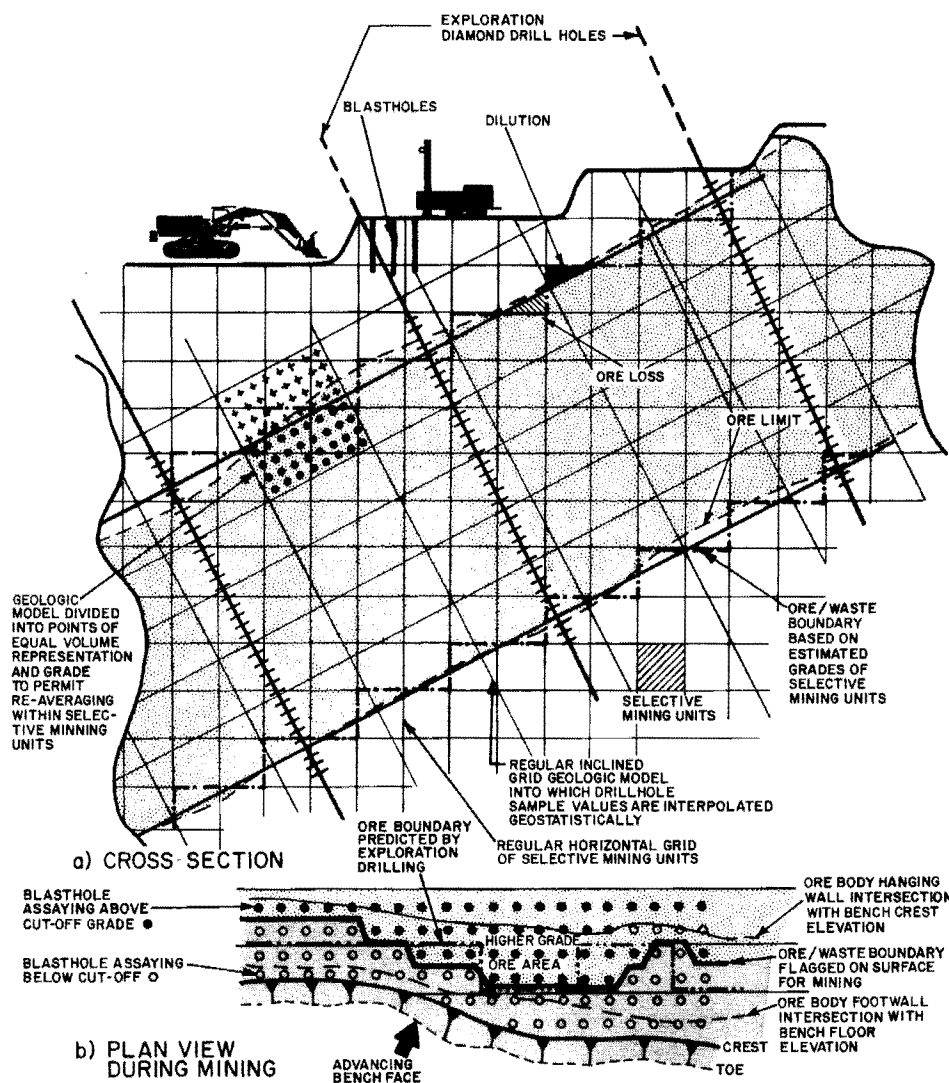 EXPLORATION
DIAMOND DRILL HOLES
BLASTHOLES
DILUTION
ORE LOSS
ORE LIMIT
GEOLOGIC
MODEL DIVIDED
INTO POINTS OF
EQUAL VOLUME
REPRESENTATION
AND GRADE
TO PERMIT
RE-AVERAGING
WITHIN SELEC-
TIVE MINNING
UNITS
ORE/WASTE
BOUNDARY
BASED ON
ESTIMATED
GRADES OF
SELECTIVE
MINING UNITS
SELECTIVE
MINING UNITS
REGULAR INCLINED
GRID GEOLOGIC MODEL
INTO WHICH DRILLHOLE
SAMPLE VALUES ARE INTERPOLATED
GEOSTATISTICALLY
REGULAR HORIZONTAL GRID
OF SELECTIVE MINING UNITS
a) CROSS-SECTION
ORE BOUNDARY
PREDICTED BY
EXPLORATION
DRILLING
BLASTHOLE
ASSAYING ABOVE
CUT-OFF GRADE
BLASTHOLE ASSAYING
BELOW CUT-OFF
HIGHER GRADE
ORE AREA
ORE BODY HANGING
WALL INTERSECTION
WITH BENCH CREST
ELEVATION
ORE/WASTE BOUNDARY
FLAGGED ON SURFACE
FOR MINING
ORE BODY FOOTWALL
INTERSECTION WITH
BENCH FLOOR
ELEVATION
CREST
TOE
b) PLAN VIEW
DURING MINING
ADVANCING
BENCH FACE